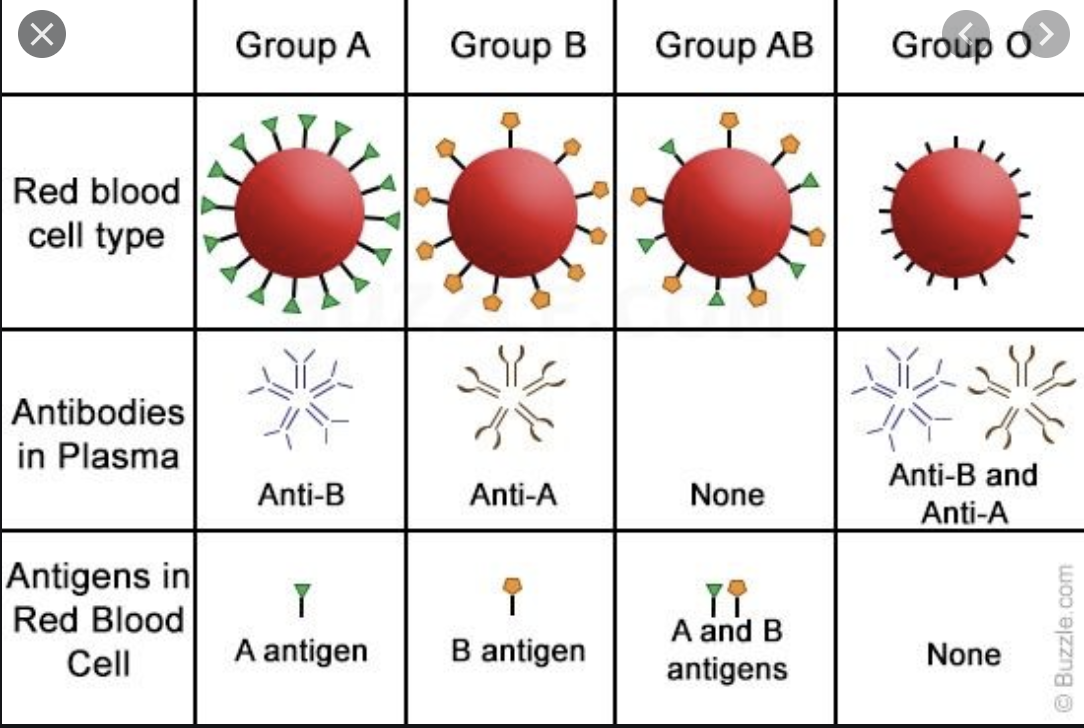 Group A
Group B
Group AB
Group O
Red blood
cell type
Antibodies
in Plasma
Anti-B
Anti-A
None
Anti-B and
Anti-A
Antigens in
Red Blood
Cell
A antigen
B antigen
A and B
antigens
None
© Buzzle.com